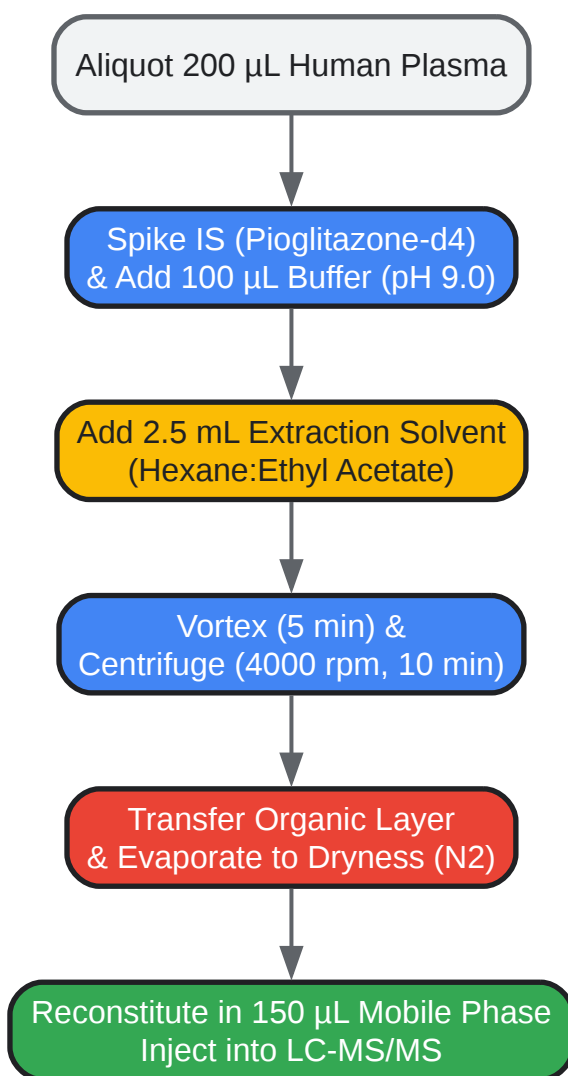 Aliquot 200 µL Human Plasma
Spike IS (Pioglitazone-d4)
& Add 100 µL Buffer (pH 9.0)
Add 2.5 mL Extraction Solvent
(Hexane:Ethyl Acetate)
Vortex (5 min) &
Centrifuge (4000 rpm, 10 min)
Transfer Organic Layer
& Evaporate to Dryness (N2)
Reconstitute in 150 µL Mobile Phase
Inject into LC-MS/MS